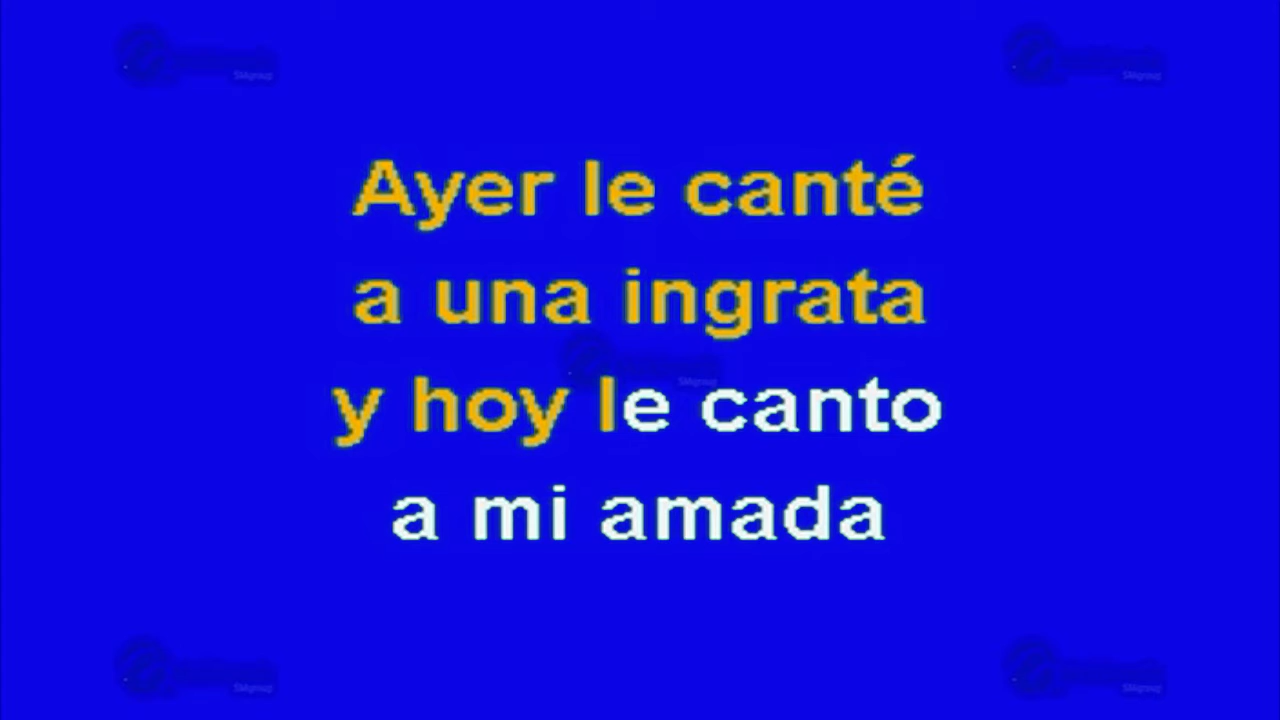 Ayer le canté
a una ingrata
y hoy le canto
a mi amada